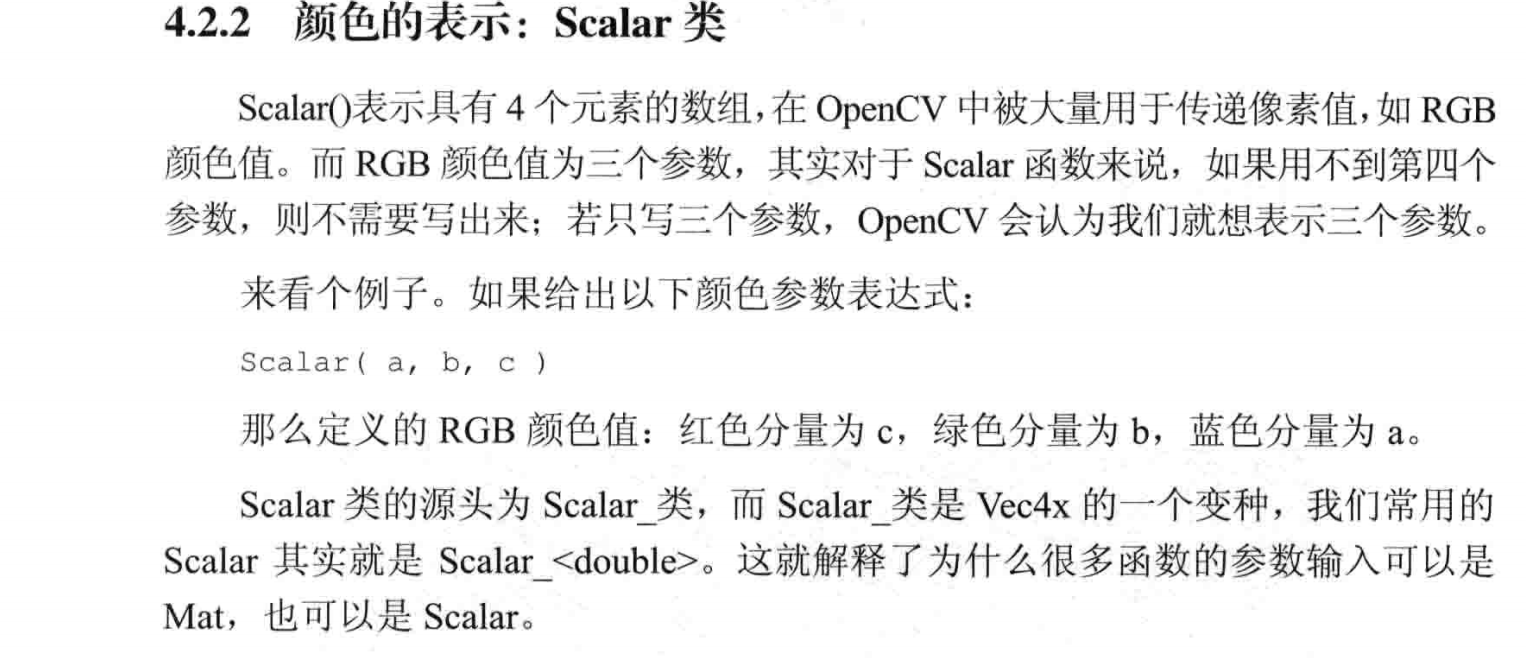 4.2.2 颜色的表示：Scalar 类
Scalar()表示具有 4 个元素的数组，在 OpenCV 中被大量用于传递像素值，如 RGB
颜色值。而 RGB 颜色值为三个参数，其实对于 Scalar 函数来说，如果用不到第四个
参数，则不需要写出来；若只写三个参数，OpenCV 会认为我们就想表示三个参数。
来看个例子。如果给出以下颜色参数表达式：
Scalar( a, b, c )
那么定义的 RGB 颜色值：红色分量为 c，绿色分量为 b，蓝色分量为 a。
Scalar 类的源头为 Scalar_类，而 Scalar_类是 Vec4x 的一个变种，我们常用的
Scalar 其实就是 Scalar_<double>。这就解释了为什么很多函数的参数输入可以是
Mat，也可以是 Scalar。